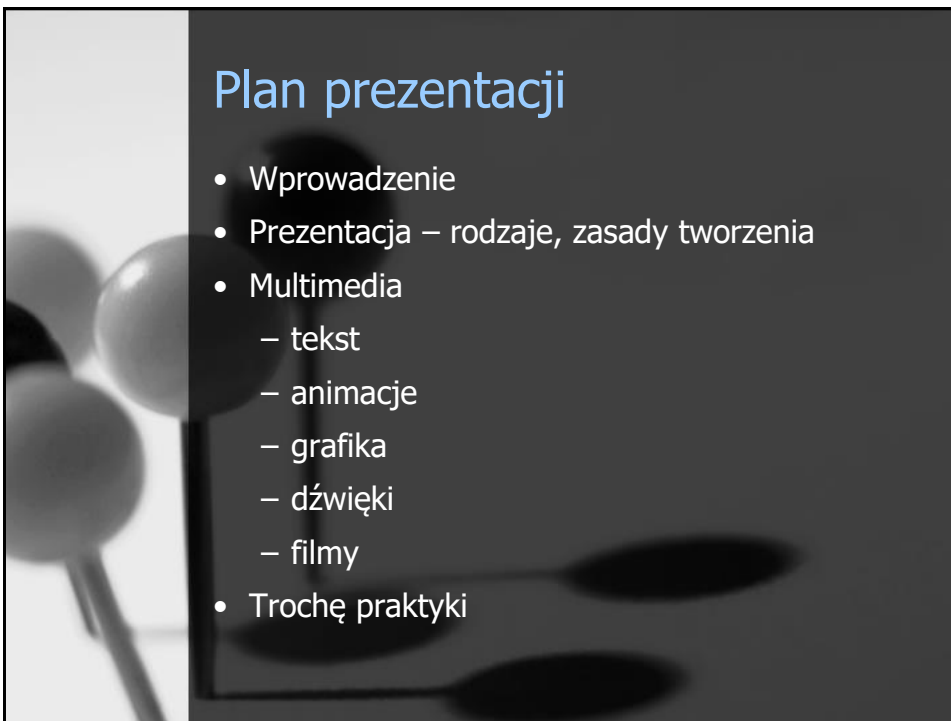 Plan prezentacji
• Wprowadzenie
• Prezentacja – rodzaje, zasady tworzenia
• Multimedia
– tekst
– animacje
– grafika
– dźwięki
– filmy
• Trochę praktyki